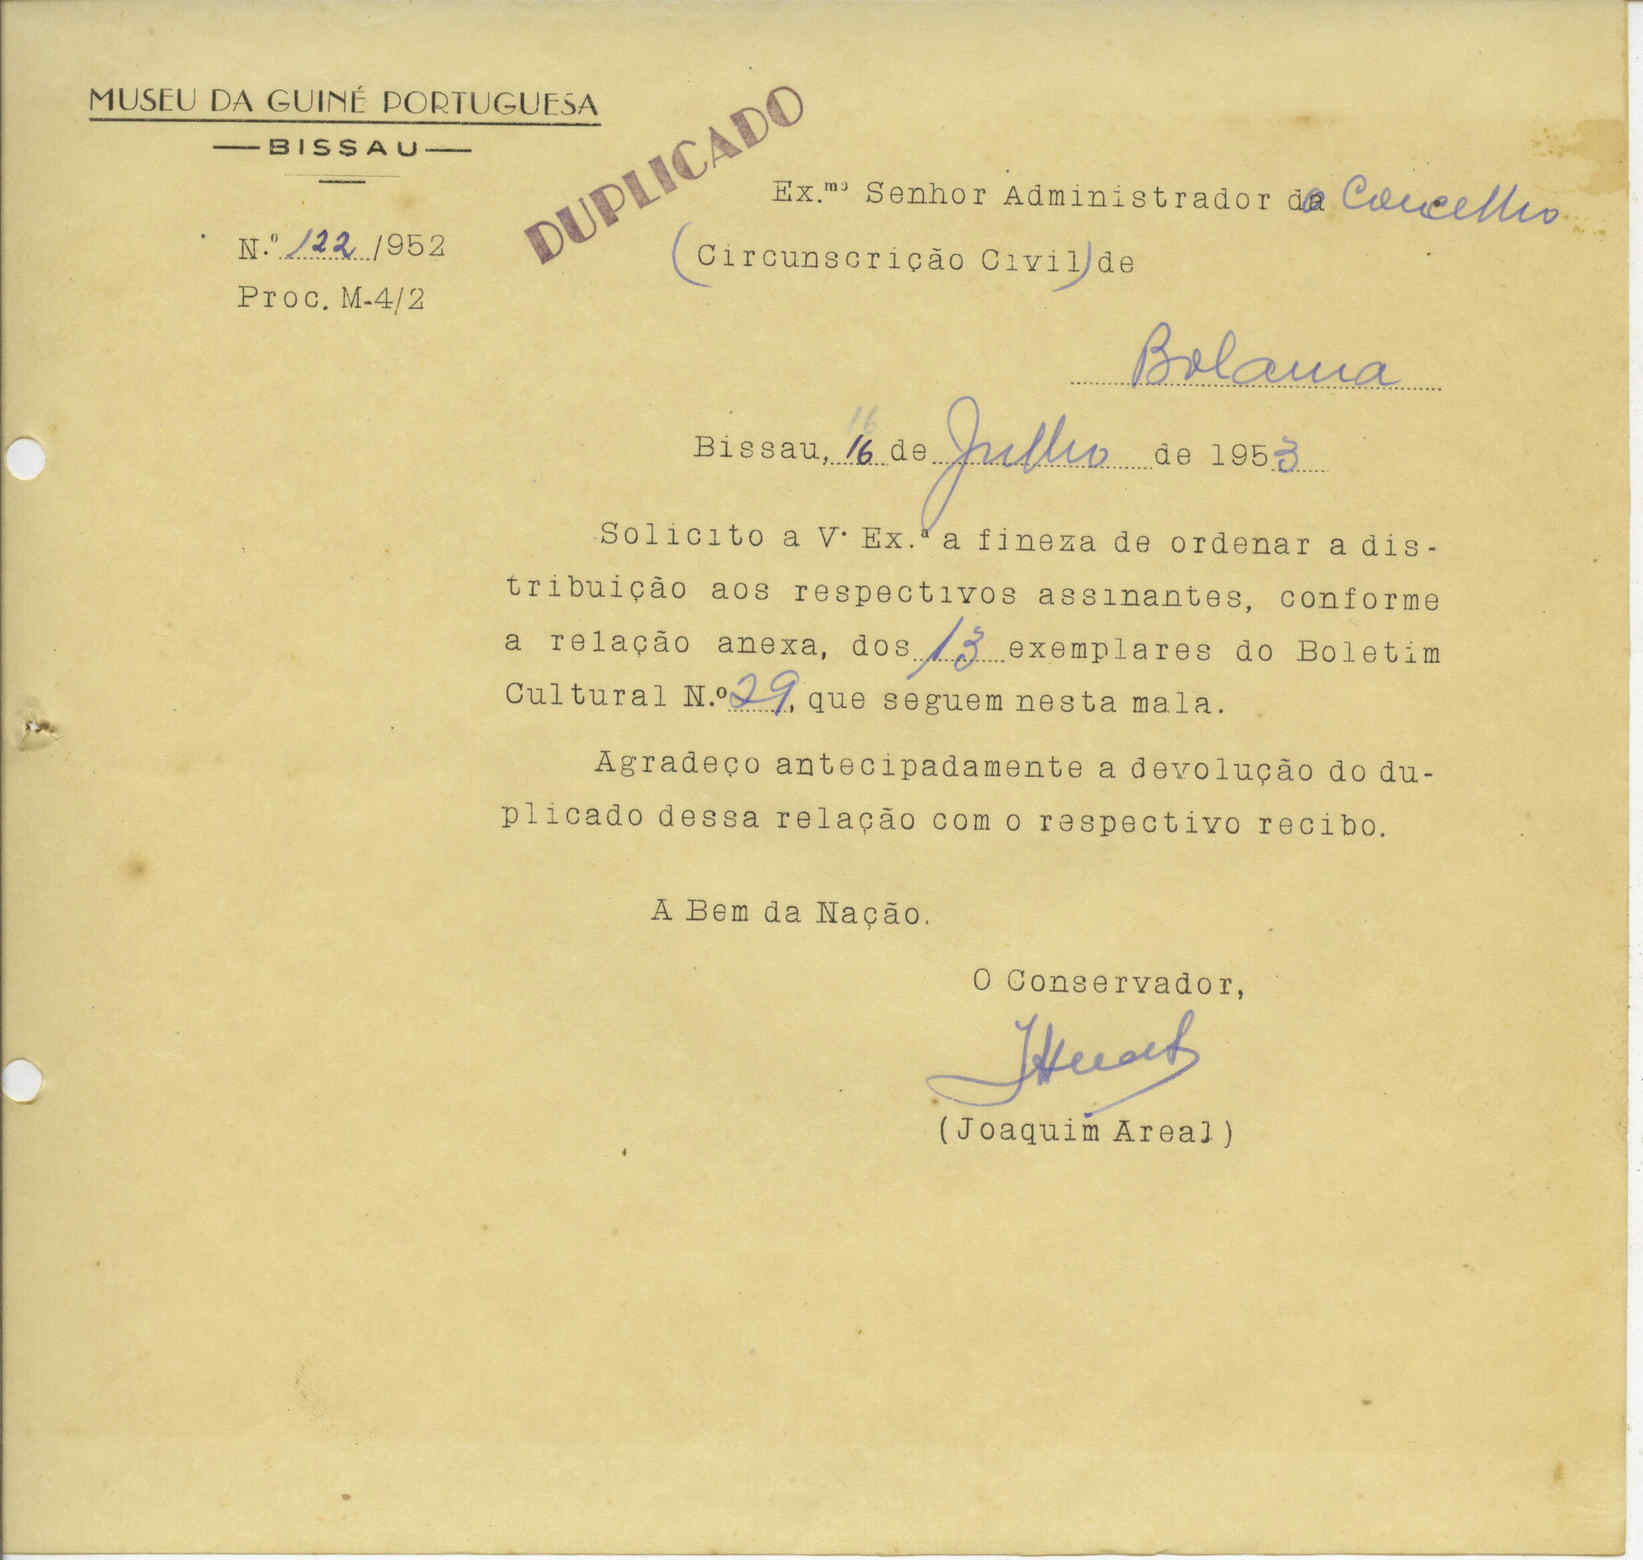 MUSEU DA GUINÉ PORTUGUESA
BISSAU
DUPLICADO
N.º 122 /952
Proc. M-4/2
Ex.mo Senhor Administrador do Concelho
(Circunscrição Civil) de
Bolama
Bissau, 16 de Julho de 1953
Solicito a V. Ex.ª a fineza de ordenar a dis-
tribuição aos respectivos assinantes, conforme
a relação anexa, dos 13 exemplares do Boletim
Cultural N.º 29, que seguem nesta mala.
Agradeço antecipadamente a devolução do du-
plicado dessa relação com o respectivo recibo.
A Bem da Nação.
O Conservador,
(Joaquim Areal)